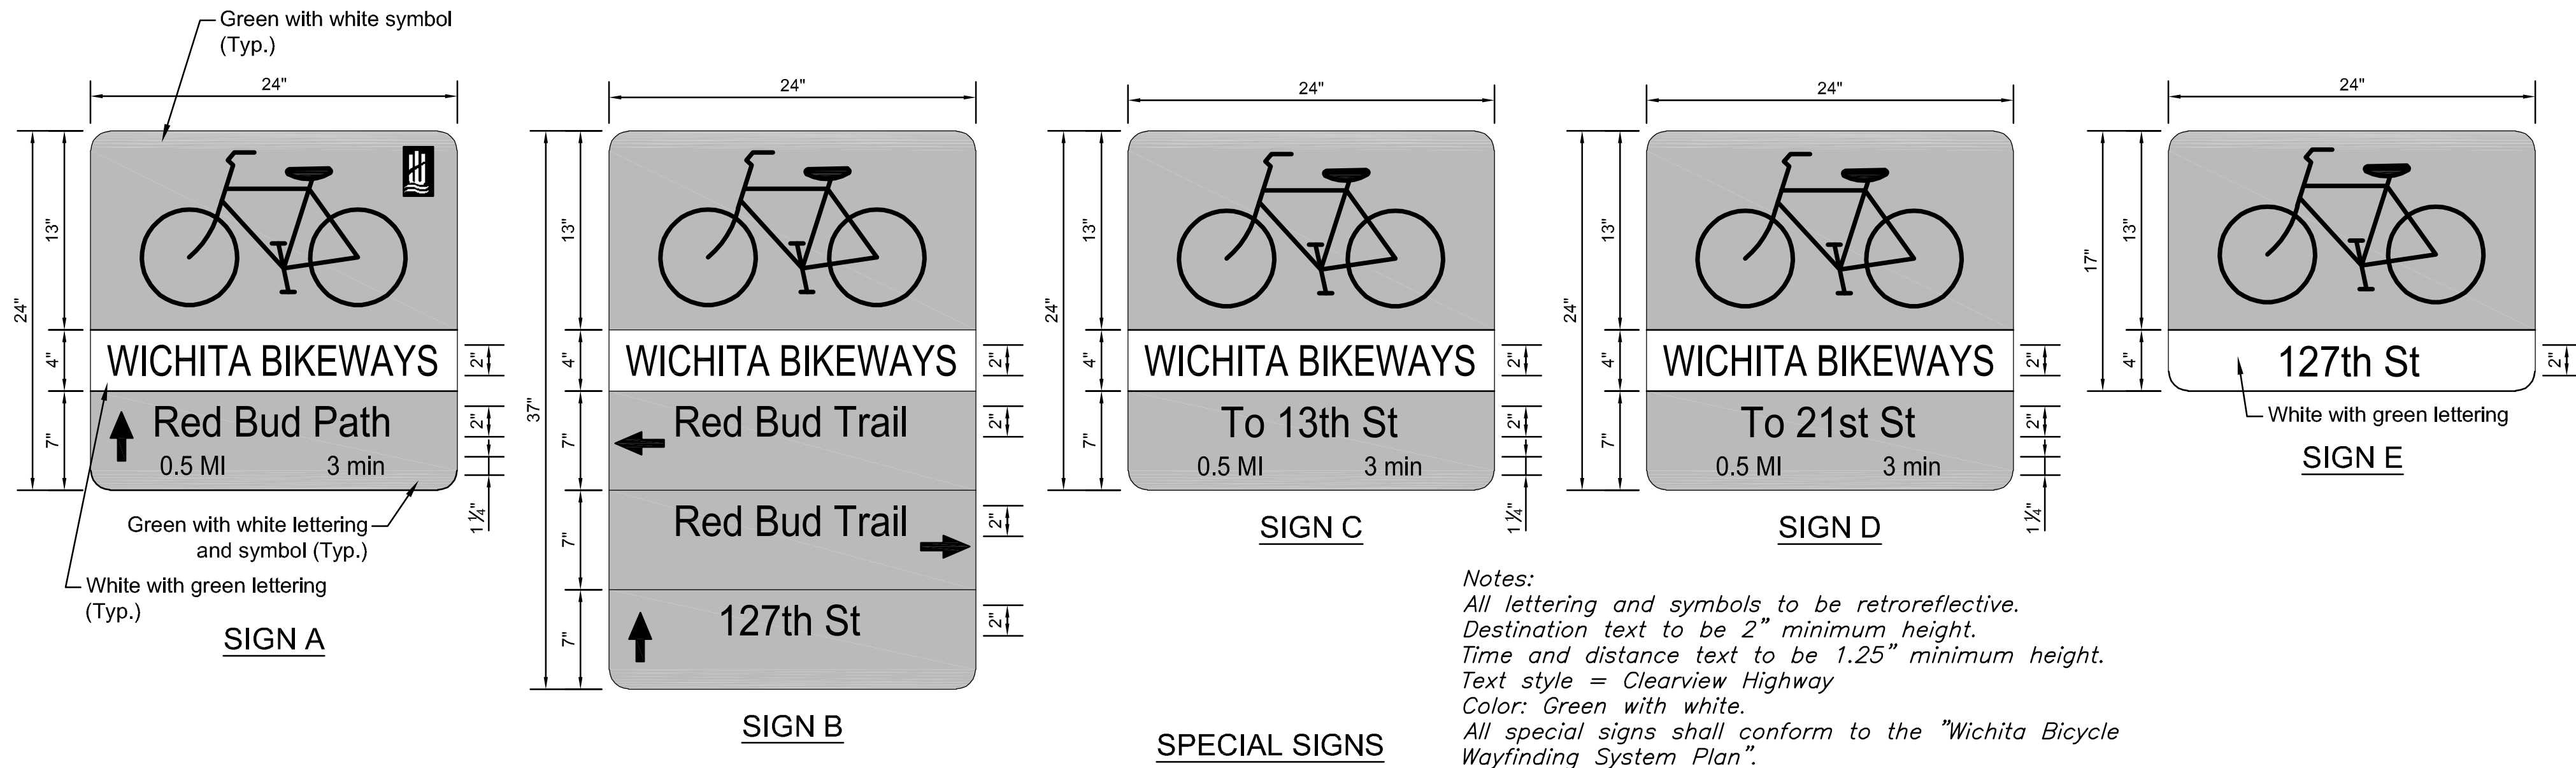 Green with white symbol
(Typ.)
24"
24"
13"
4"
7"
WICHITA BIKEWAYS
2"
Red Bud Path
2"
0.5 MI 3 min
1 1/4"
Green with white lettering
and symbol (Typ.)
White with green lettering
(Typ.)
SIGN A
24"
37"
13"
4"
7"
7"
7"
WICHITA BIKEWAYS
2"
Red Bud Trail
2"
Red Bud Trail
2"
127th St
2"
SIGN B
24"
24"
13"
4"
7"
WICHITA BIKEWAYS
2"
To 13th St
2"
0.5 MI 3 min
1 1/4"
SIGN C
24"
24"
13"
4"
7"
WICHITA BIKEWAYS
2"
To 21st St
2"
0.5 MI 3 min
1 1/4"
SIGN D
24"
17"
13"
4"
127th St
2"
White with green lettering
SIGN E
SPECIAL SIGNS
Notes:
All lettering and symbols to be retroreflective.
Destination text to be 2" minimum height.
Time and distance text to be 1.25" minimum height.
Text style = Clearview Highway
Color: Green with white.
All special signs shall conform to the "Wichita Bicycle
Wayfinding System Plan".